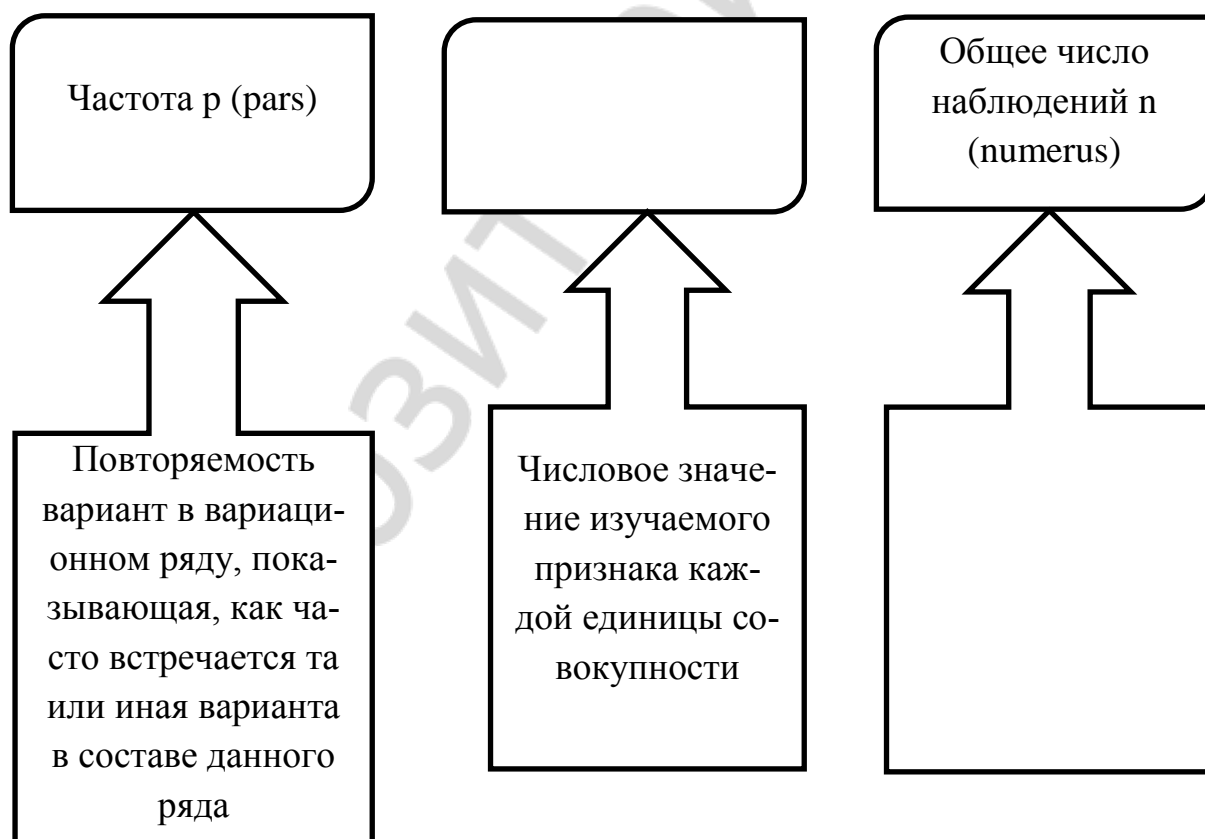 Частота p (pars)
Общее число
наблюдений n
(numerus)
Повторяемость
вариант в вариаци-
онном ряду, пока-
зывающая, как ча-
сто встречается та
или иная варианта
в составе данного
ряда
Числовое значе-
ние изучаемого
признака каж-
дой единицы со-
вокупности